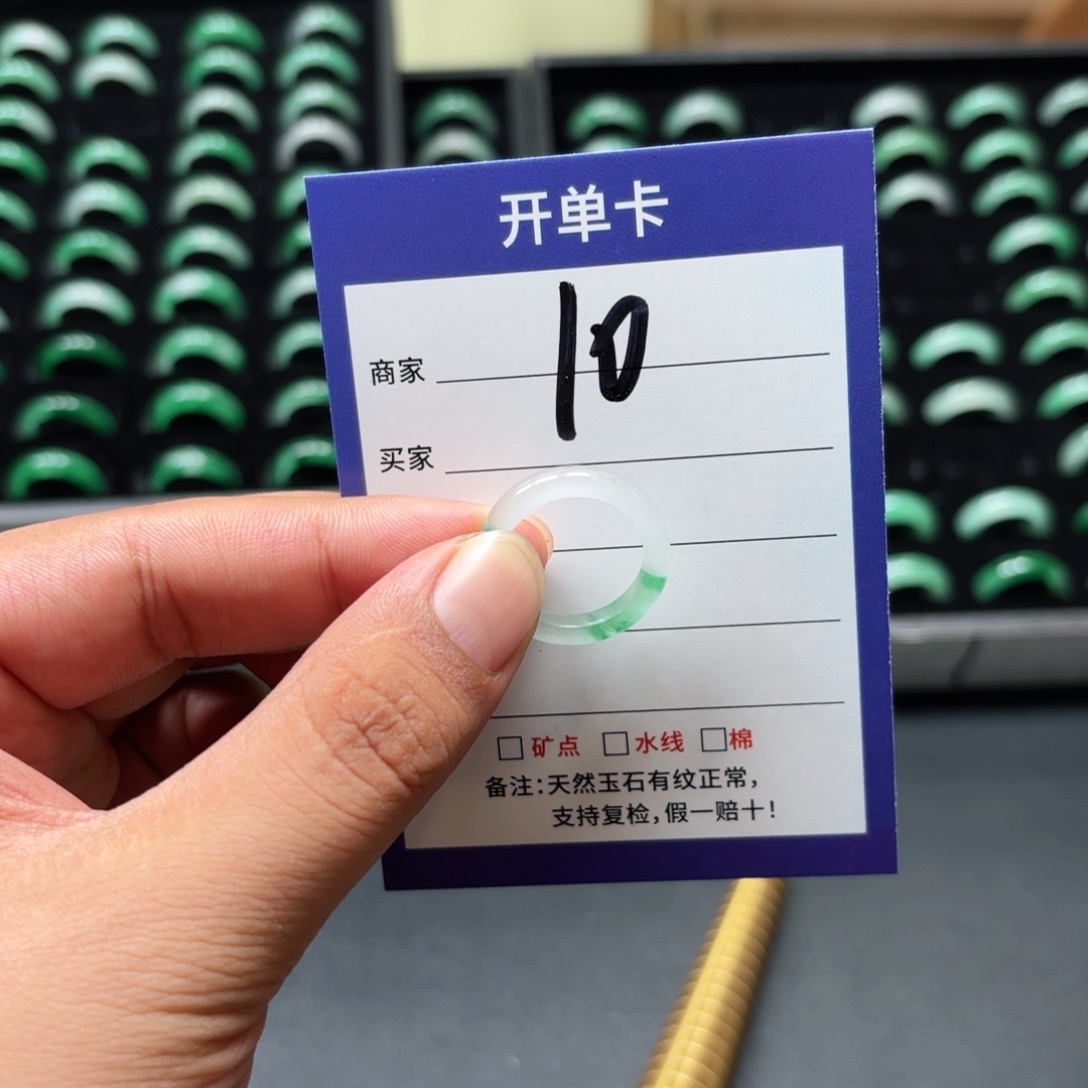 开单卡
10
商家
买家
□矿点 □水线 □棉
备注:天然玉石有纹正常,
支持复检,假一赔十!